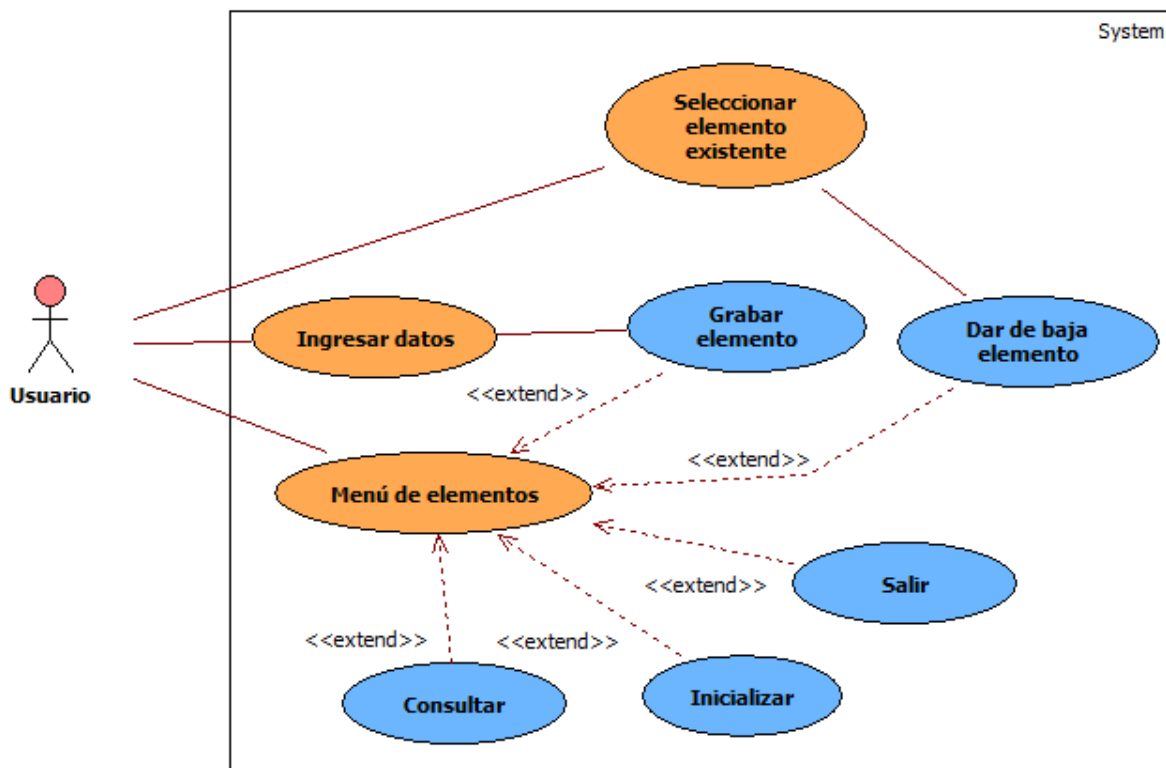 System
Seleccionar
elemento
existente
Ingresar datos
Grabar
elemento
Dar de baja
elemento
Usuario
<<extend>>
<<extend>>
Menú de elementos
<<extend>>
Salir
<<extend>>
<<extend>>
Consultar
Inicializar